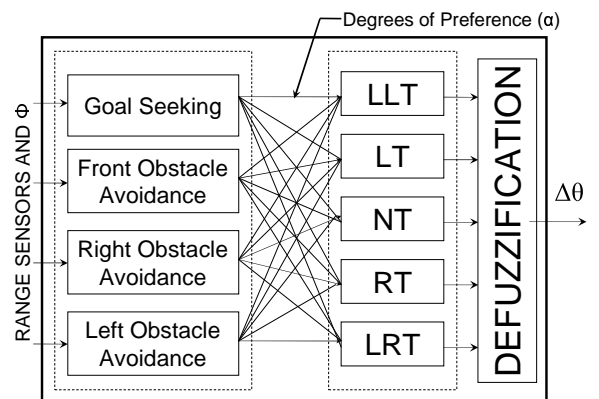 Degrees of Preference (α)
RANGE SENSORS AND Φ
Goal Seeking
Front Obstacle
Avoidance
Right Obstacle
Avoidance
Left Obstacle
Avoidance
LLT
LT
NT
RT
LRT
DEFUZZIFICATION
Δθ